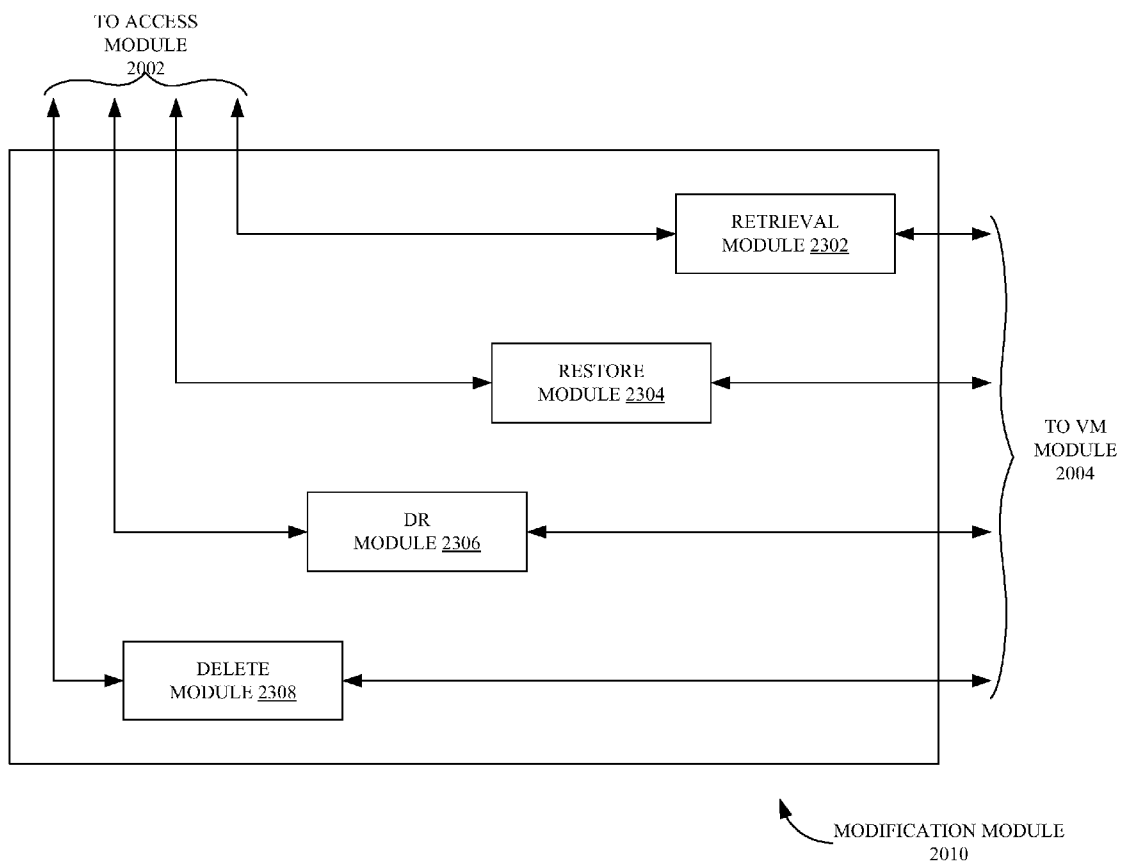 TO ACCESS
MODULE
2002
RETRIEVAL
MODULE 2302
RESTORE
MODULE 2304
TO VM
MODULE
2004
DR
MODULE 2306
DELETE
MODULE 2308
MODIFICATION MODULE
2010